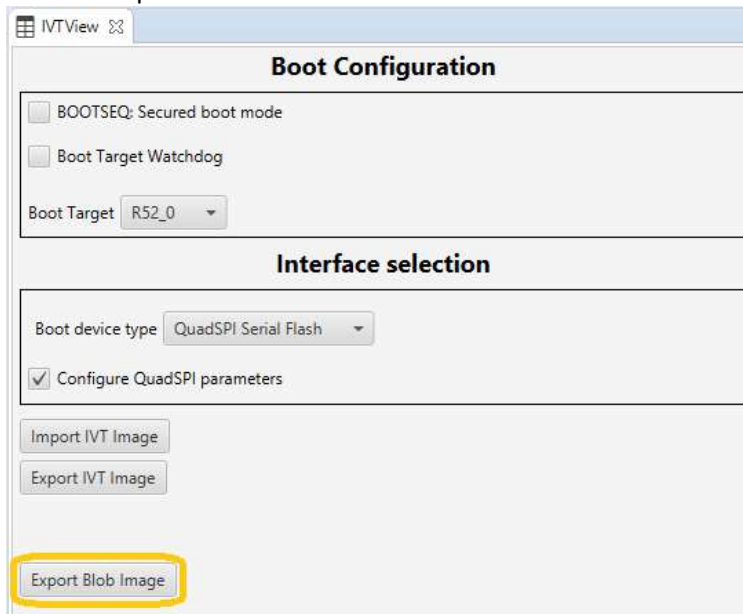 IVTView
Boot Configuration
BOOTSEQ: Secured boot mode
Boot Target Watchdog
Boot Target R52_0
Interface selection
Boot device type QuadSPI Serial Flash
Configure QuadSPI parameters
Import IVT Image
Export IVT Image
Export Blob Image